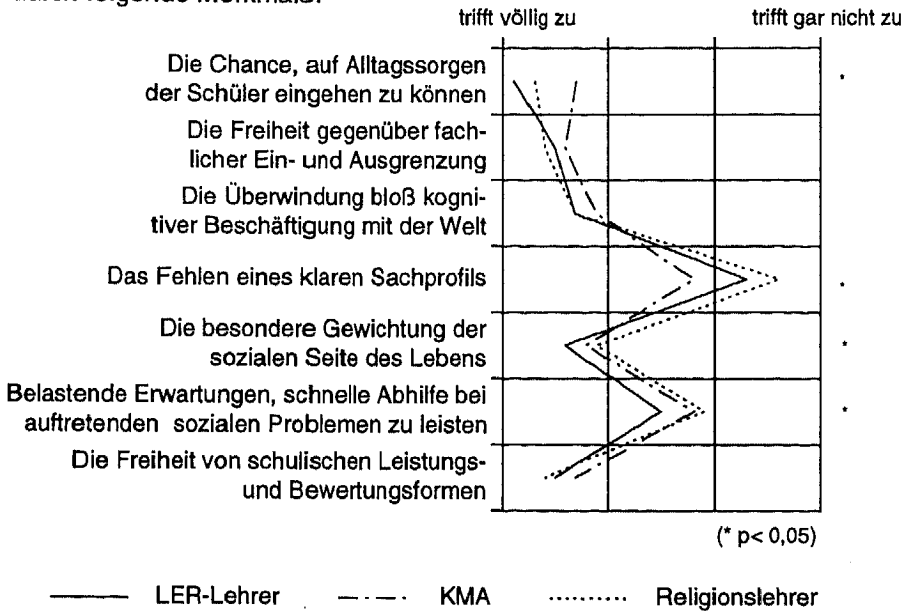 durch folgende Merkmale:
trifft völlig zu trifft gar nicht zu
Die Chance, auf Alltagssorgen
der Schüler eingehen zu können *
Die Freiheit gegenüber fach-
licher Ein- und Ausgrenzung
Die Überwindung bloß kogni-
tiver Beschäftigung mit der Welt
Das Fehlen eines klaren Sachprofils *
Die besondere Gewichtung der
sozialen Seite des Lebens *
Belastende Erwartungen, schnelle Abhilfe bei *
auftretenden sozialen Problemen zu leisten
Die Freiheit von schulischen Leistungs-
und Bewertungsformen
(* p< 0,05)
LER-Lehrer KMA Religionslehrer